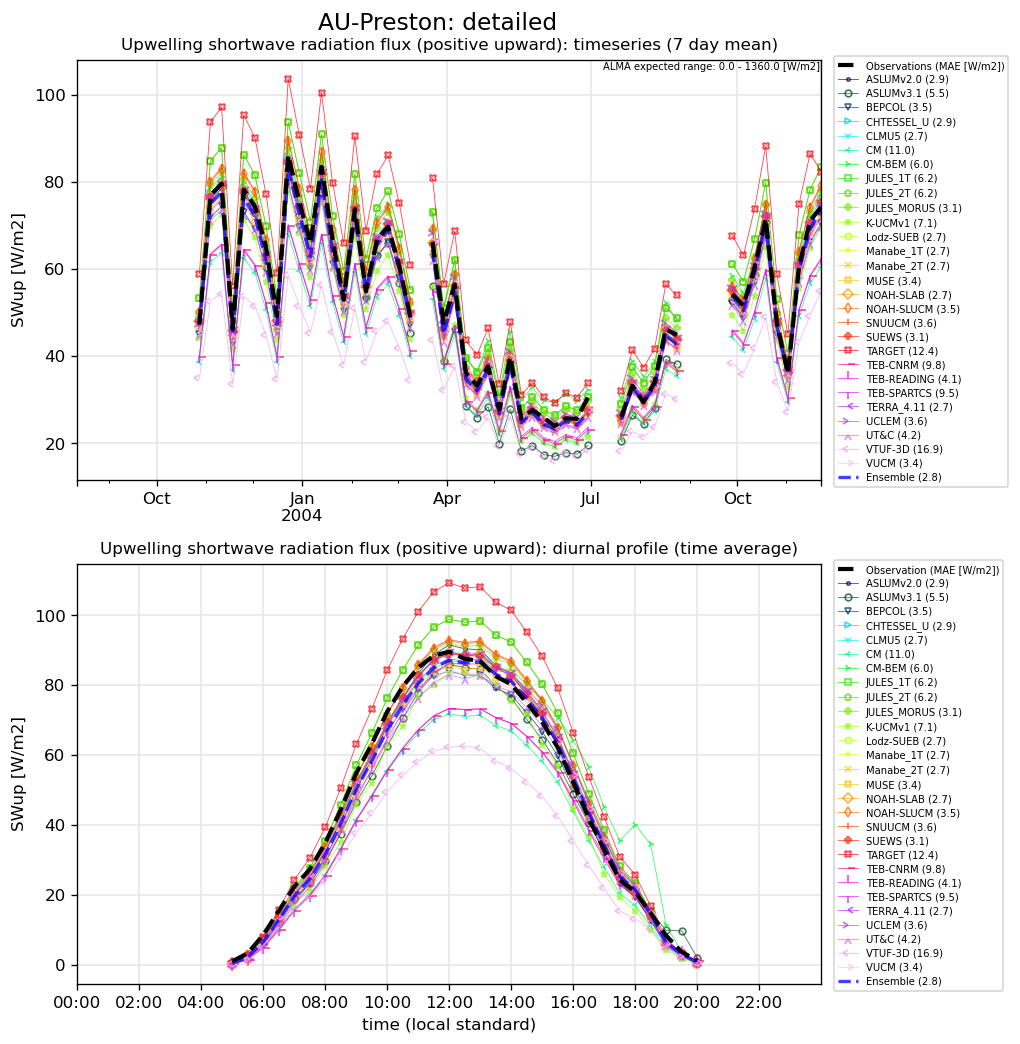 AU-Preston: detailed
Upwelling shortwave radiation flux (positive upward): timeseries (7 day mean)
ALMA expected range: 0.0 - 1360.0 [W/m2]
SWup [W/m2]
100
80
60
40
20
Oct
Jan
2004
Apr
Jul
Oct
Observations (MAE [W/m2])
ASLUMv2.0 (2.9)
ASLUMv3.1 (5.5)
BEPCOL (3.5)
CHTESSEL_U (2.9)
CLMU5 (2.7)
CM (11.0)
CM-BEM (6.0)
JULES_1T (6.2)
JULES_2T (6.2)
JULES_MORUS (3.1)
K-UCMv1 (7.1)
Lodz-SUEB (2.7)
Manabe_1T (2.7)
Manabe_2T (2.7)
MUSE (3.4)
NOAH-SLAB (2.7)
NOAH-SLUCM (3.5)
SNUUCM (3.6)
SUEWS (3.1)
TARGET (12.4)
TEB-CNRM (9.8)
TEB-READING (4.1)
TEB-SPARTCS (9.5)
TERRA_4.11 (2.7)
UCLEM (3.6)
UT&C (4.2)
VTUF-3D (16.9)
VUCM (3.4)
Ensemble (2.8)
Upwelling shortwave radiation flux (positive upward): diurnal profile (time average)
SWup [W/m2]
100
80
60
40
20
0
00:00
02:00
04:00
06:00
08:00
10:00
12:00
14:00
16:00
18:00
20:00
22:00
time (local standard)
Observation (MAE [W/m2])
ASLUMv2.0 (2.9)
ASLUMv3.1 (5.5)
BEPCOL (3.5)
CHTESSEL_U (2.9)
CLMU5 (2.7)
CM (11.0)
CM-BEM (6.0)
JULES_1T (6.2)
JULES_2T (6.2)
JULES_MORUS (3.1)
K-UCMv1 (7.1)
Lodz-SUEB (2.7)
Manabe_1T (2.7)
Manabe_2T (2.7)
MUSE (3.4)
NOAH-SLAB (2.7)
NOAH-SLUCM (3.5)
SNUUCM (3.6)
SUEWS (3.1)
TARGET (12.4)
TEB-CNRM (9.8)
TEB-READING (4.1)
TEB-SPARTCS (9.5)
TERRA_4.11 (2.7)
UCLEM (3.6)
UT&C (4.2)
VTUF-3D (16.9)
VUCM (3.4)
Ensemble (2.8)